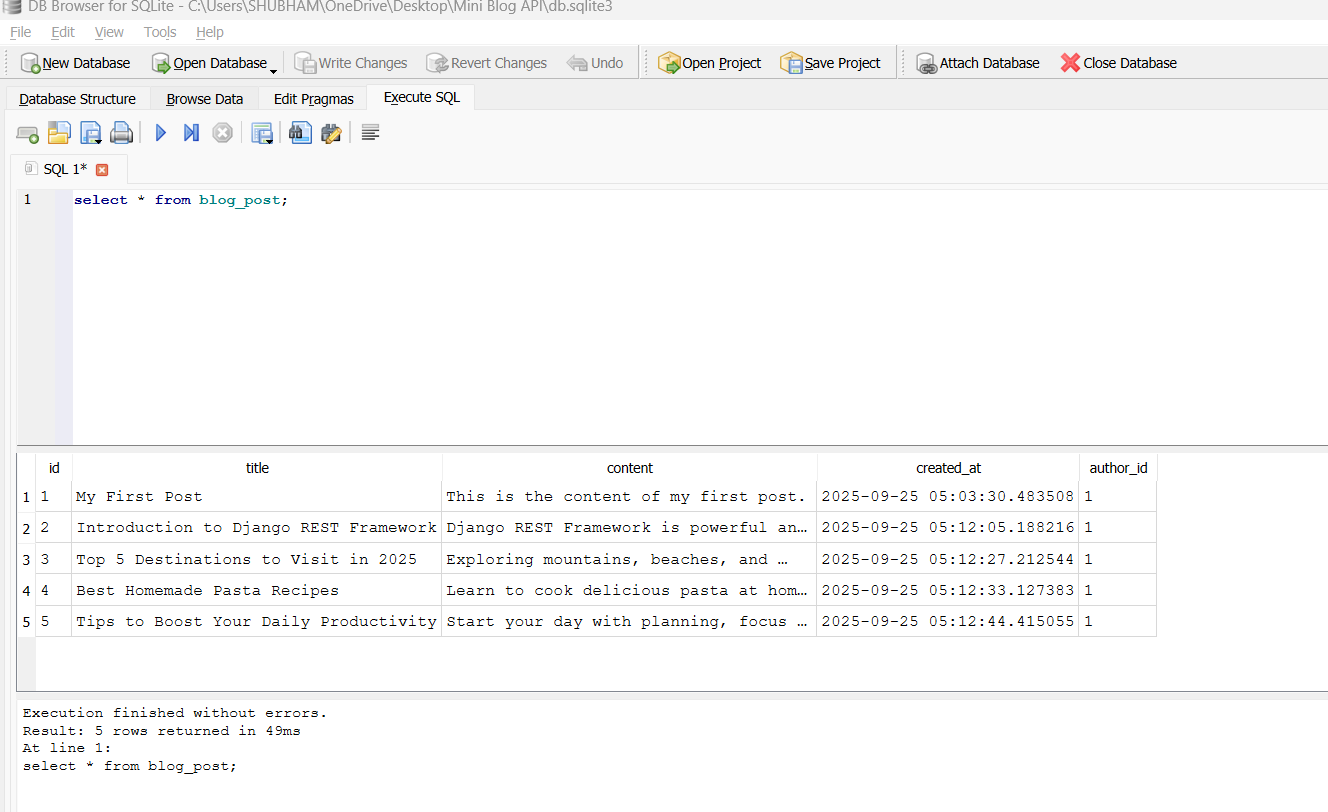 DB Browser for SQLite - C:\Users\SHUBHAM\OneDrive\Desktop\Mini Blog API\db.sqlite3
File Edit View Tools Help
New Database Open Database Write Changes Revert Changes Undo Open Project Save Project Attach Database Close Database
Database Structure Browse Data Edit Pragmas Execute SQL
SQL 1*
1 select * from blog_post;
id title content created_at author_id
1 1 My First Post This is the content of my first post. 2025-09-25 05:03:30.483508 1
2 2 Introduction to Django REST Framework Django REST Framework is powerful an… 2025-09-25 05:12:05.188216 1
3 3 Top 5 Destinations to Visit in 2025 Exploring mountains, beaches, and … 2025-09-25 05:12:27.212544 1
4 4 Best Homemade Pasta Recipes Learn to cook delicious pasta at hom… 2025-09-25 05:12:33.127383 1
5 5 Tips to Boost Your Daily Productivity Start your day with planning, focus … 2025-09-25 05:12:44.415055 1
Execution finished without errors.
Result: 5 rows returned in 49ms
At line 1:
select * from blog_post;